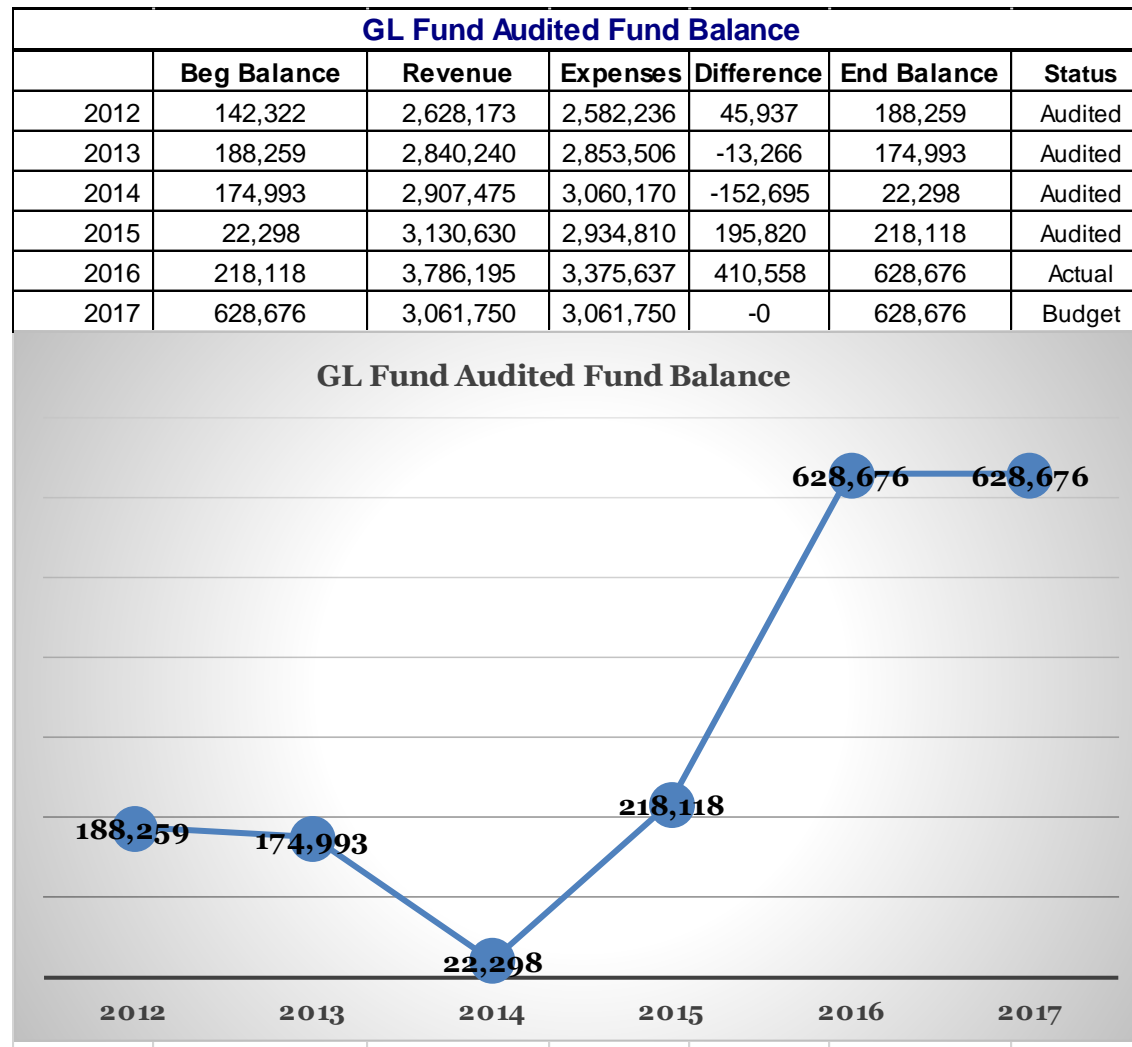 GL Fund Audited Fund Balance
Beg Balance Revenue Expenses Difference End Balance Status
2012 142,322 2,628,173 2,582,236 45,937 188,259 Audited
2013 188,259 2,840,240 2,853,506 -13,266 174,993 Audited
2014 174,993 2,907,475 3,060,170 -152,695 22,298 Audited
2015 22,298 3,130,630 2,934,810 195,820 218,118 Audited
2016 218,118 3,786,195 3,375,637 410,558 628,676 Actual
2017 628,676 3,061,750 3,061,750 -0 628,676 Budget
GL Fund Audited Fund Balance
628,676 628,676
218,118
188,259 174,993
22,298
2012 2013 2014 2015 2016 2017